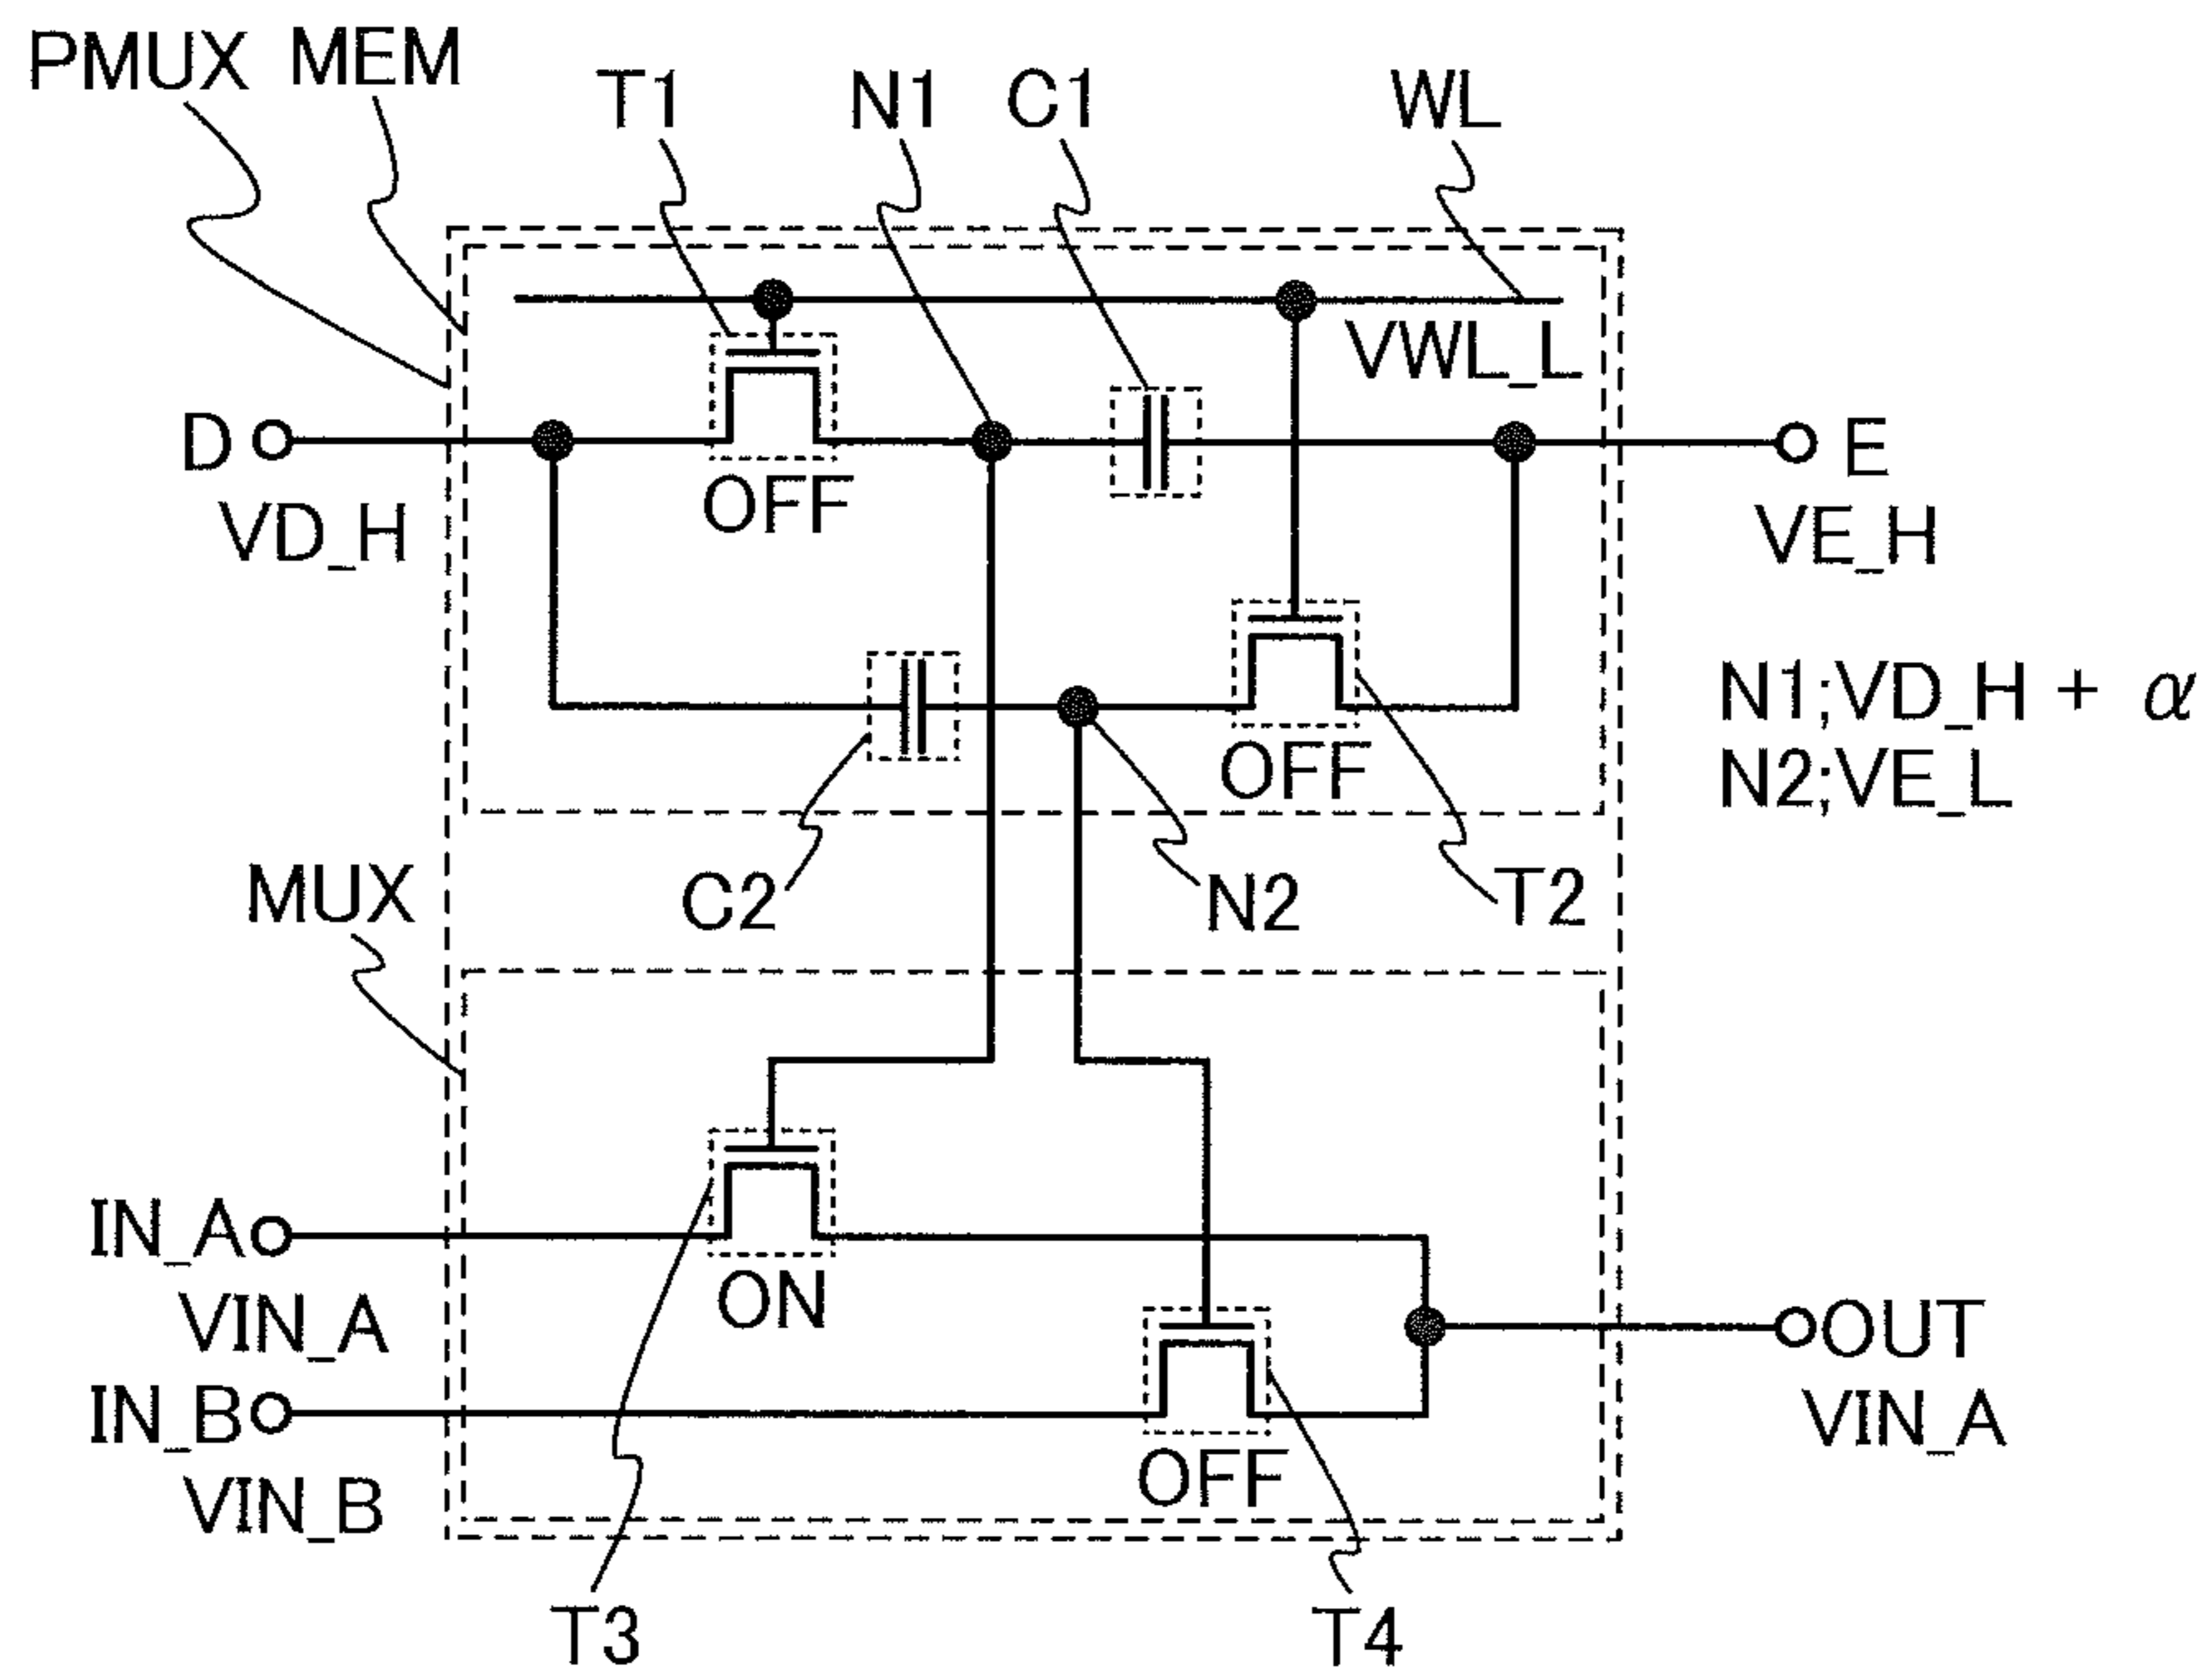 PMUX
MEM
T1
N1
C1
WL
VWL_L
D
VD_H
OFF
E
VE_H
N1;VD_H + α
N2;VE_L
OFF
C2
N2
T2
MUX
IN_A
VIN_A
ON
IN_B
VIN_B
OFF
OUT
VIN_A
T3
T4